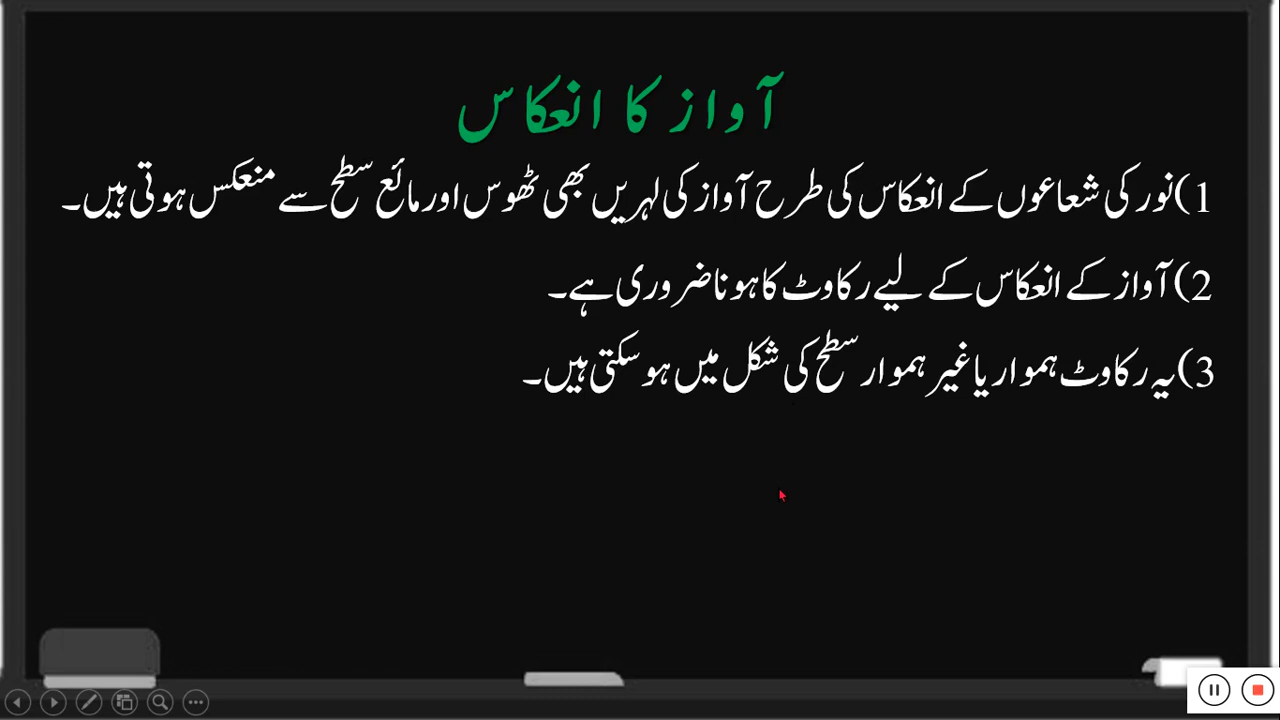 آواز کا انعکاس
1)نور کی شعاعوں کے انعکاس کی طرح آواز کی لہریں بھی ٹھوس اور مائع سطح سے منعکس ہوتی ہیں۔
2)آواز کے انعکاس کے لیے رکاوٹ کا ہونا ضروری ہے۔
3)یہ رکاوٹ ہموار یا غیر ہموار سطح کی شکل میں ہو سکتی ہیں۔